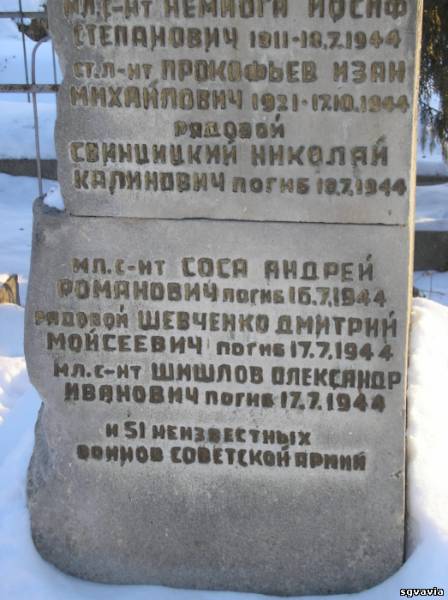 мл. с-нт НЕМНОГА ИОСИФ
СТЕПАНОВИЧ 1911-18.7.1944
ст. л-нт ПРОКОФЬЕВ ИЗАН
МИХАЙЛОВИЧ 1921-17.10.1944
рядовой
СВИНЦИЦКИЙ НИКОЛАЙ
КАЛИНОВИЧ погиб 18.7.1944
мл. с-нт СОСА АНДРЕЙ
РОМАНОВИЧ погиб 16.7.1944
рядовой ШЕВЧЕНКО ДМИТРИЙ
МОЙСЕЕВИЧ погиб 17.7.1944
мл. с-нт ШИШЛОВ ОЛЕКСАНДР
ИВАНОВИЧ погиб 17.7.1944
и 51 неизвестных
воинов СОВЕТСКОЙ АРМИЙ
sgvavia